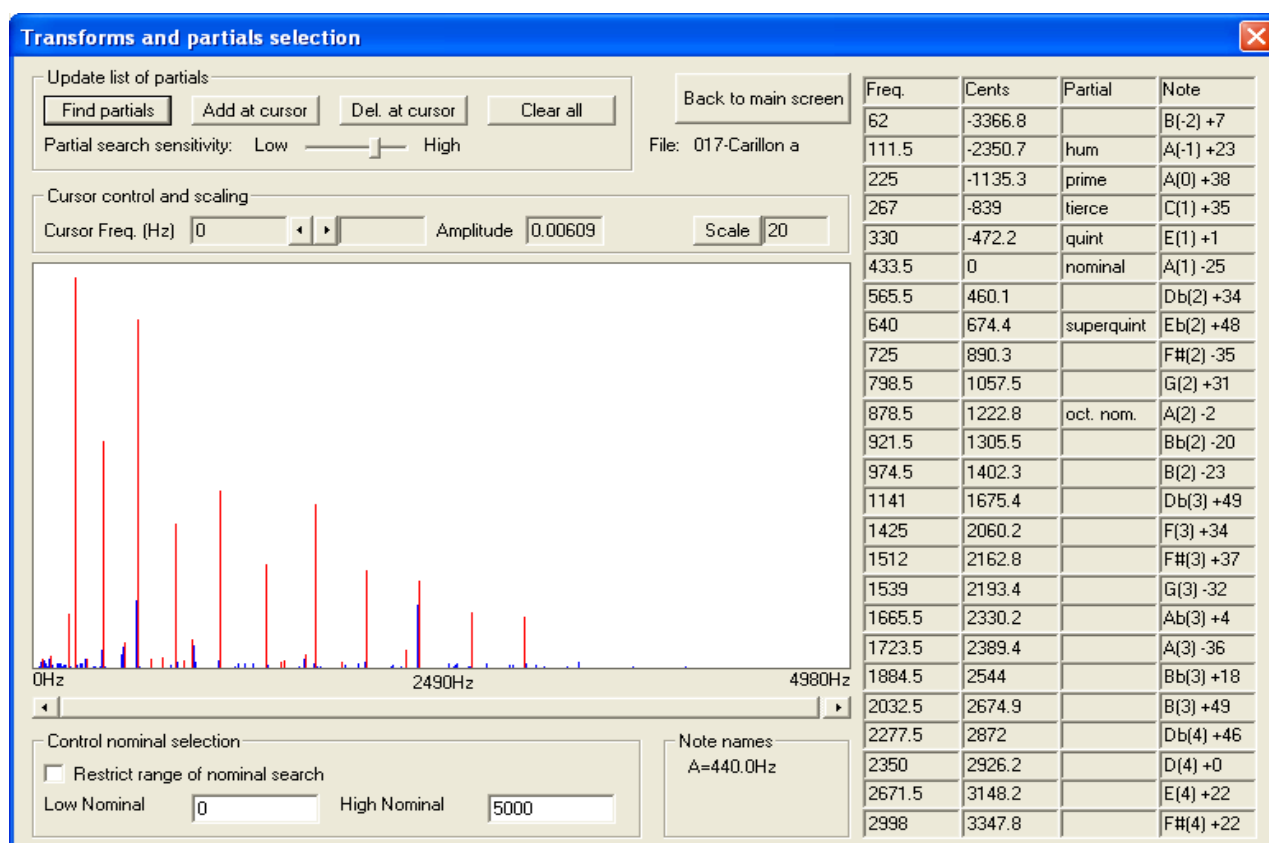 Transforms and partials selection
Update list of partials
Find partials Add at cursor Del. at cursor Clear all
Partial search sensitivity: Low High
Back to main screen
File: 017-Carillon a
Cursor control and scaling
Cursor Freq. (Hz) 0 Amplitude 0.00609 Scale 20
0Hz 2490Hz 4980Hz
Control nominal selection
Restrict range of nominal search
Low Nominal 0 High Nominal 5000
Note names
A=440.0Hz
Freq. Cents Partial Note
62 -3366.8 B(-2) +7
111.5 -2350.7 hum A(-1) +23
225 -1135.3 prime A(0) +38
267 -839 tierce C(1) +35
330 -472.2 quint E(1) +1
433.5 0 nominal A(1) -25
565.5 460.1 Db(2) +34
640 674.4 superquint Eb(2) +48
725 890.3 F#(2) -35
798.5 1057.5 G(2) +31
878.5 1222.8 oct. nom. A(2) -2
921.5 1305.5 Bb(2) -20
974.5 1402.3 B(2) -23
1141 1675.4 Db(3) +49
1425 2060.2 F(3) +34
1512 2162.8 F#(3) +37
1539 2193.4 G(3) -32
1665.5 2330.2 Ab(3) +4
1723.5 2389.4 A(3) -36
1884.5 2544 Bb(3) +18
2032.5 2674.9 B(3) +49
2277.5 2872 Db(4) +46
2350 2926.2 D(4) +0
2671.5 3148.2 E(4) +22
2998 3347.8 F#(4) +22